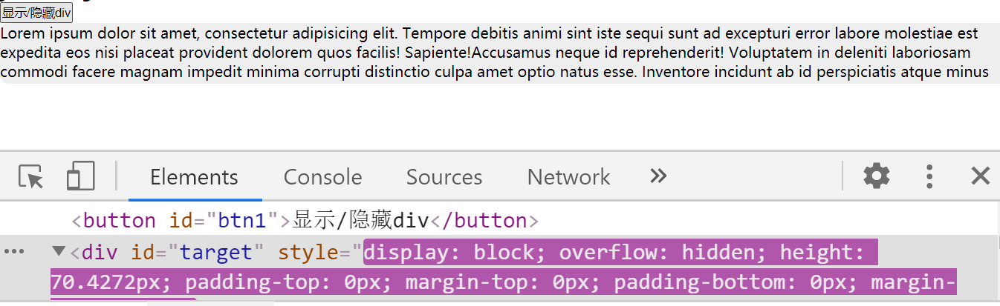 显示/隐藏div
Lorem ipsum dolor sit amet, consectetur adipisicing elit. Tempore debitis animi sint iste sequi sunt ad excepturi error labore molestiae est
expedita eos nisi placeat provident dolorem quos facilis! Sapiente!Accusamus neque id reprehenderit! Voluptatem in deleniti laboriosam
commodi facere magnam impedit minima corrupti distinctio culpa amet optio natus esse. Inventore incidunt ab id perspiciatis atque minus
Elements Console Sources Network
<button id="btn1">显示/隐藏div</button>
<div id="target" style="display: block; overflow: hidden; height:
70.4272px; padding-top: 0px; margin-top: 0px; padding-bottom: 0px; margin-